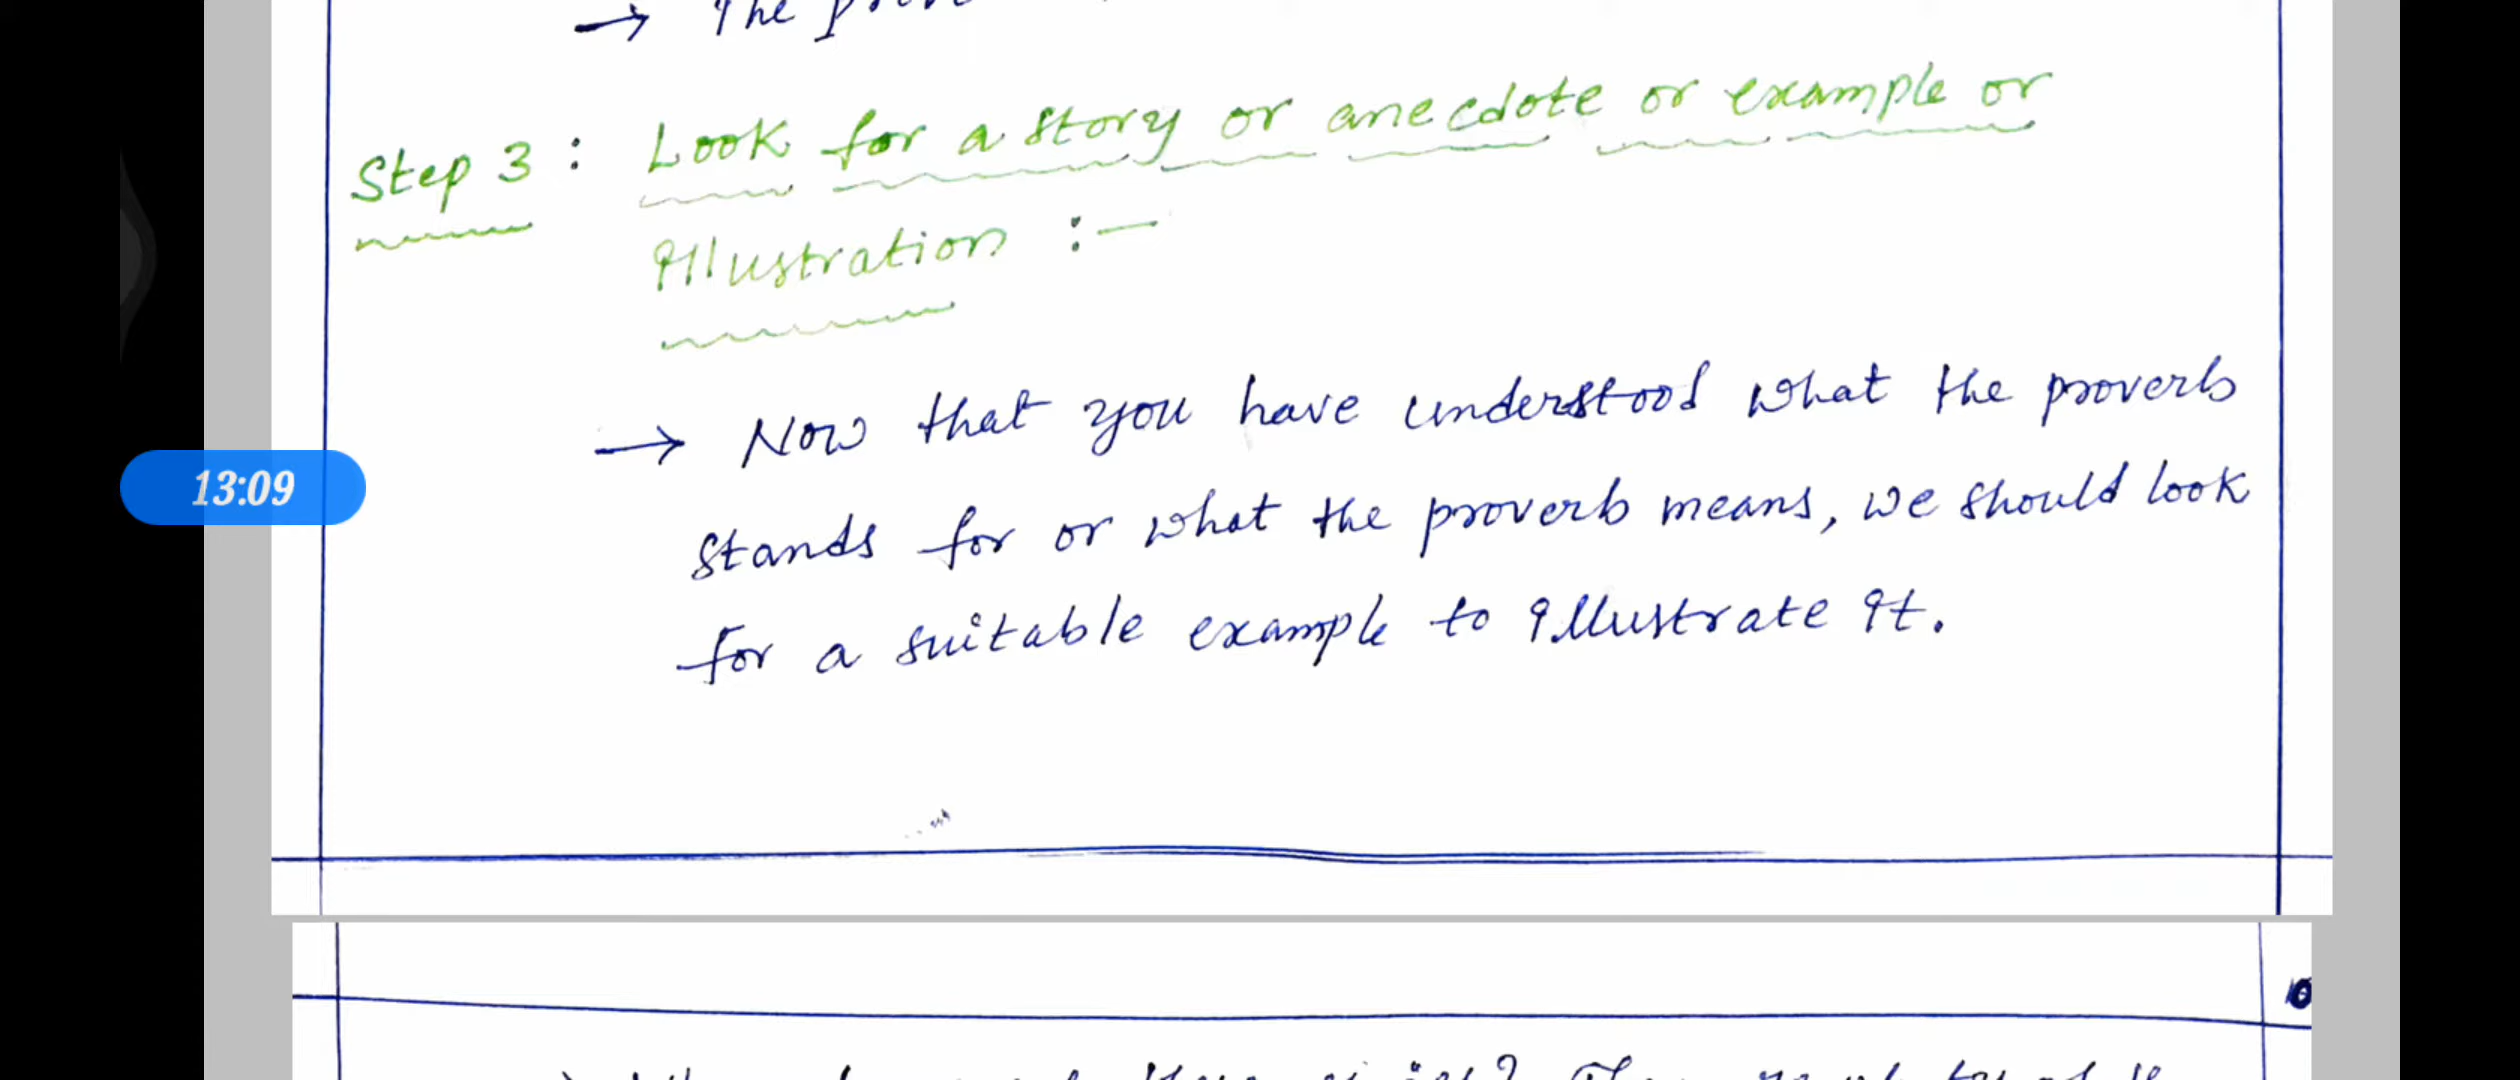 → The
Step 3 : Look for a story or anecdote or example or
Illustration :-
→ Now that you have understood what the proverb
13:09
stands for or what the proverb means, we should look
for a suitable example to illustrate it.